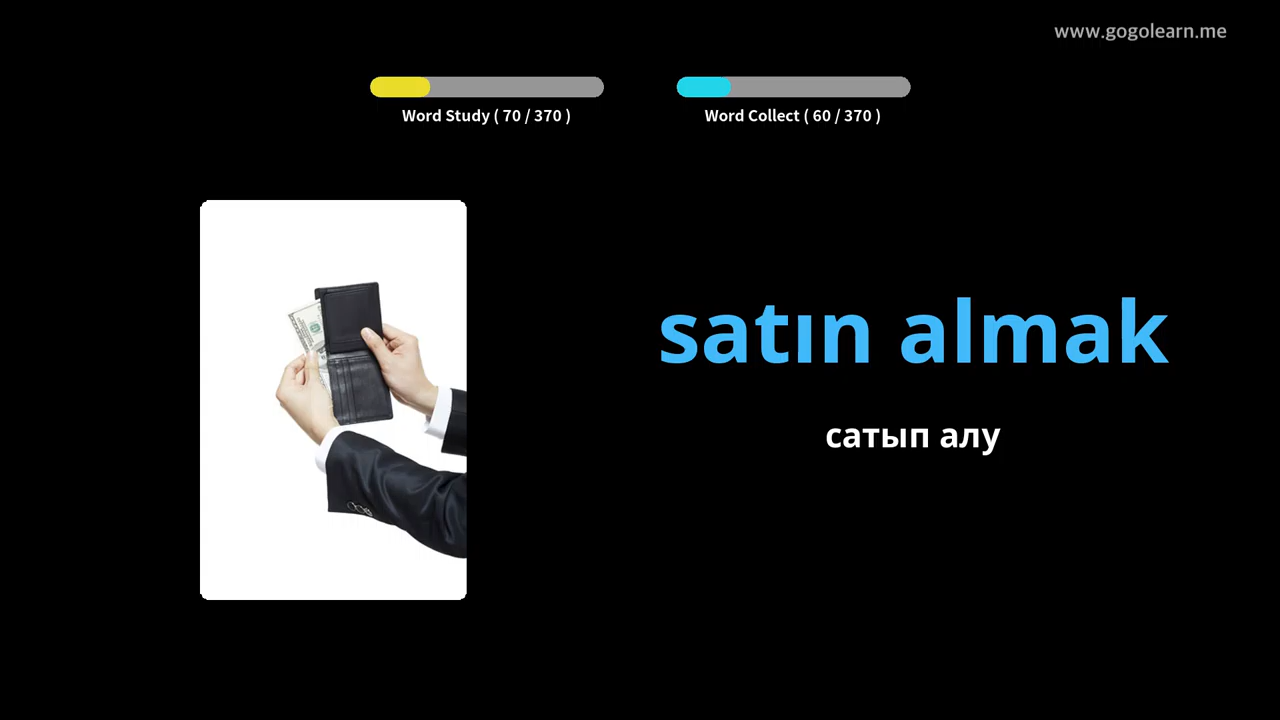 www.gogolearn.me
Word Study ( 70 / 370 )
Word Collect ( 60 / 370 )
satın almak
сатып алу